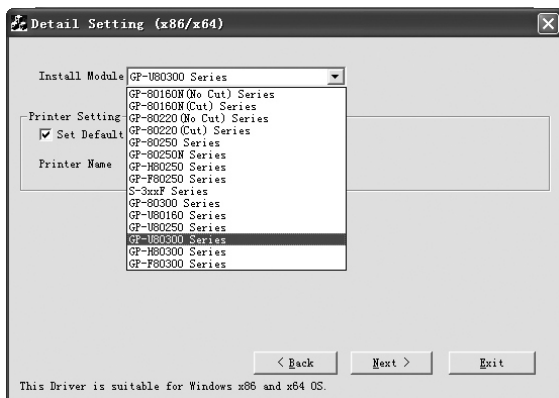 Detail Setting (x86/x64)
Install Module GP-U80300 Series
GP-80160N(No Cut) Series
GP-80160N(Cut) Series
GP-80220(No Cut) Series
GP-80220(Cut) Series
GP-80250 Series
GP-80250N Series
GP-H80250 Series
GP-F80250 Series
S-3xxF Series
GP-80300 Series
GP-U80160 Series
GP-U80250 Series
GP-U80300 Series
GP-H80300 Series
GP-F80300 Series
Printer Setting
Set Default
Printer Name
< Back
Next >
Exit
This Driver is suitable for Windows x86 and x64 OS.